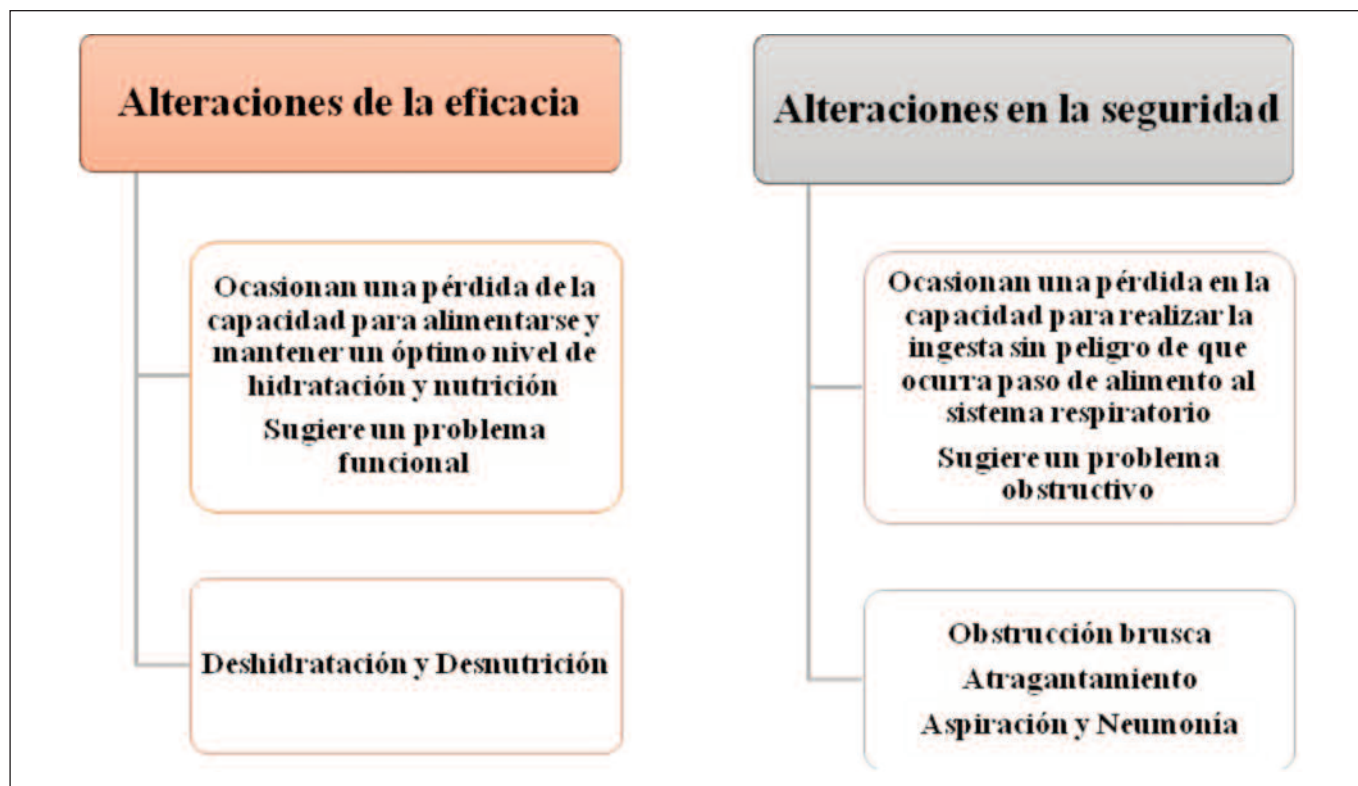 Alteraciones de la eficacia
Ocasionan una pérdida de la
capacidad para alimentarse y
mantener un óptimo nivel de
hidratación y nutrición
Sugiere un problema
funcional
Deshidratación y Desnutrición
Alteraciones en la seguridad
Ocasionan una pérdida en la
capacidad para realizar la
ingesta sin peligro de que
ocurra paso de alimento al
sistema respiratorio
Sugiere un problema
obstructivo
Obstrucción brusca
Atragantamiento
Aspiración y Neumonía